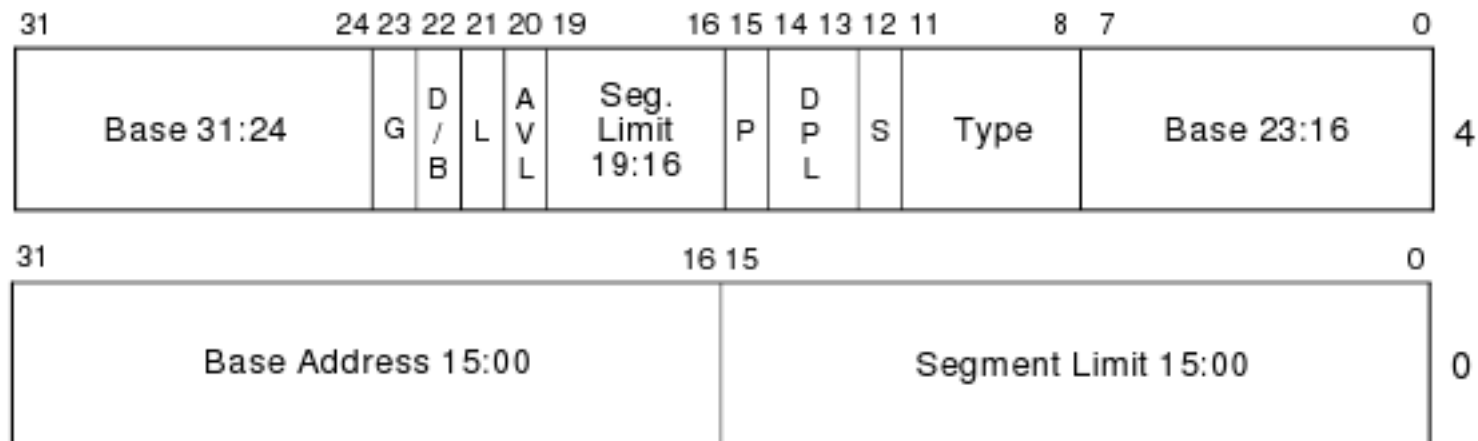 31 24 23 22 21 20 19 16 15 14 13 12 11 8 7 0
Base 31:24 G D/B L AVL Seg. Limit 19:16 P DPL S Type Base 23:16 4
31 16 15 0
Base Address 15:00 Segment Limit 15:00 0